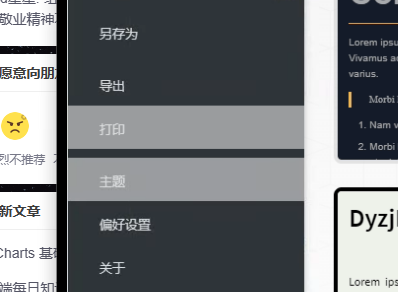 敬业精神
愿意向朋
烈不推荐
新文章
Charts 基
端每日知
另存为
导出
打印
主题
偏好设置
关于
Lorem ipsu
Vivamus ac
varius.
Morbi
1. Nam v
2. Morbi
Dyzjl
Lorem ips